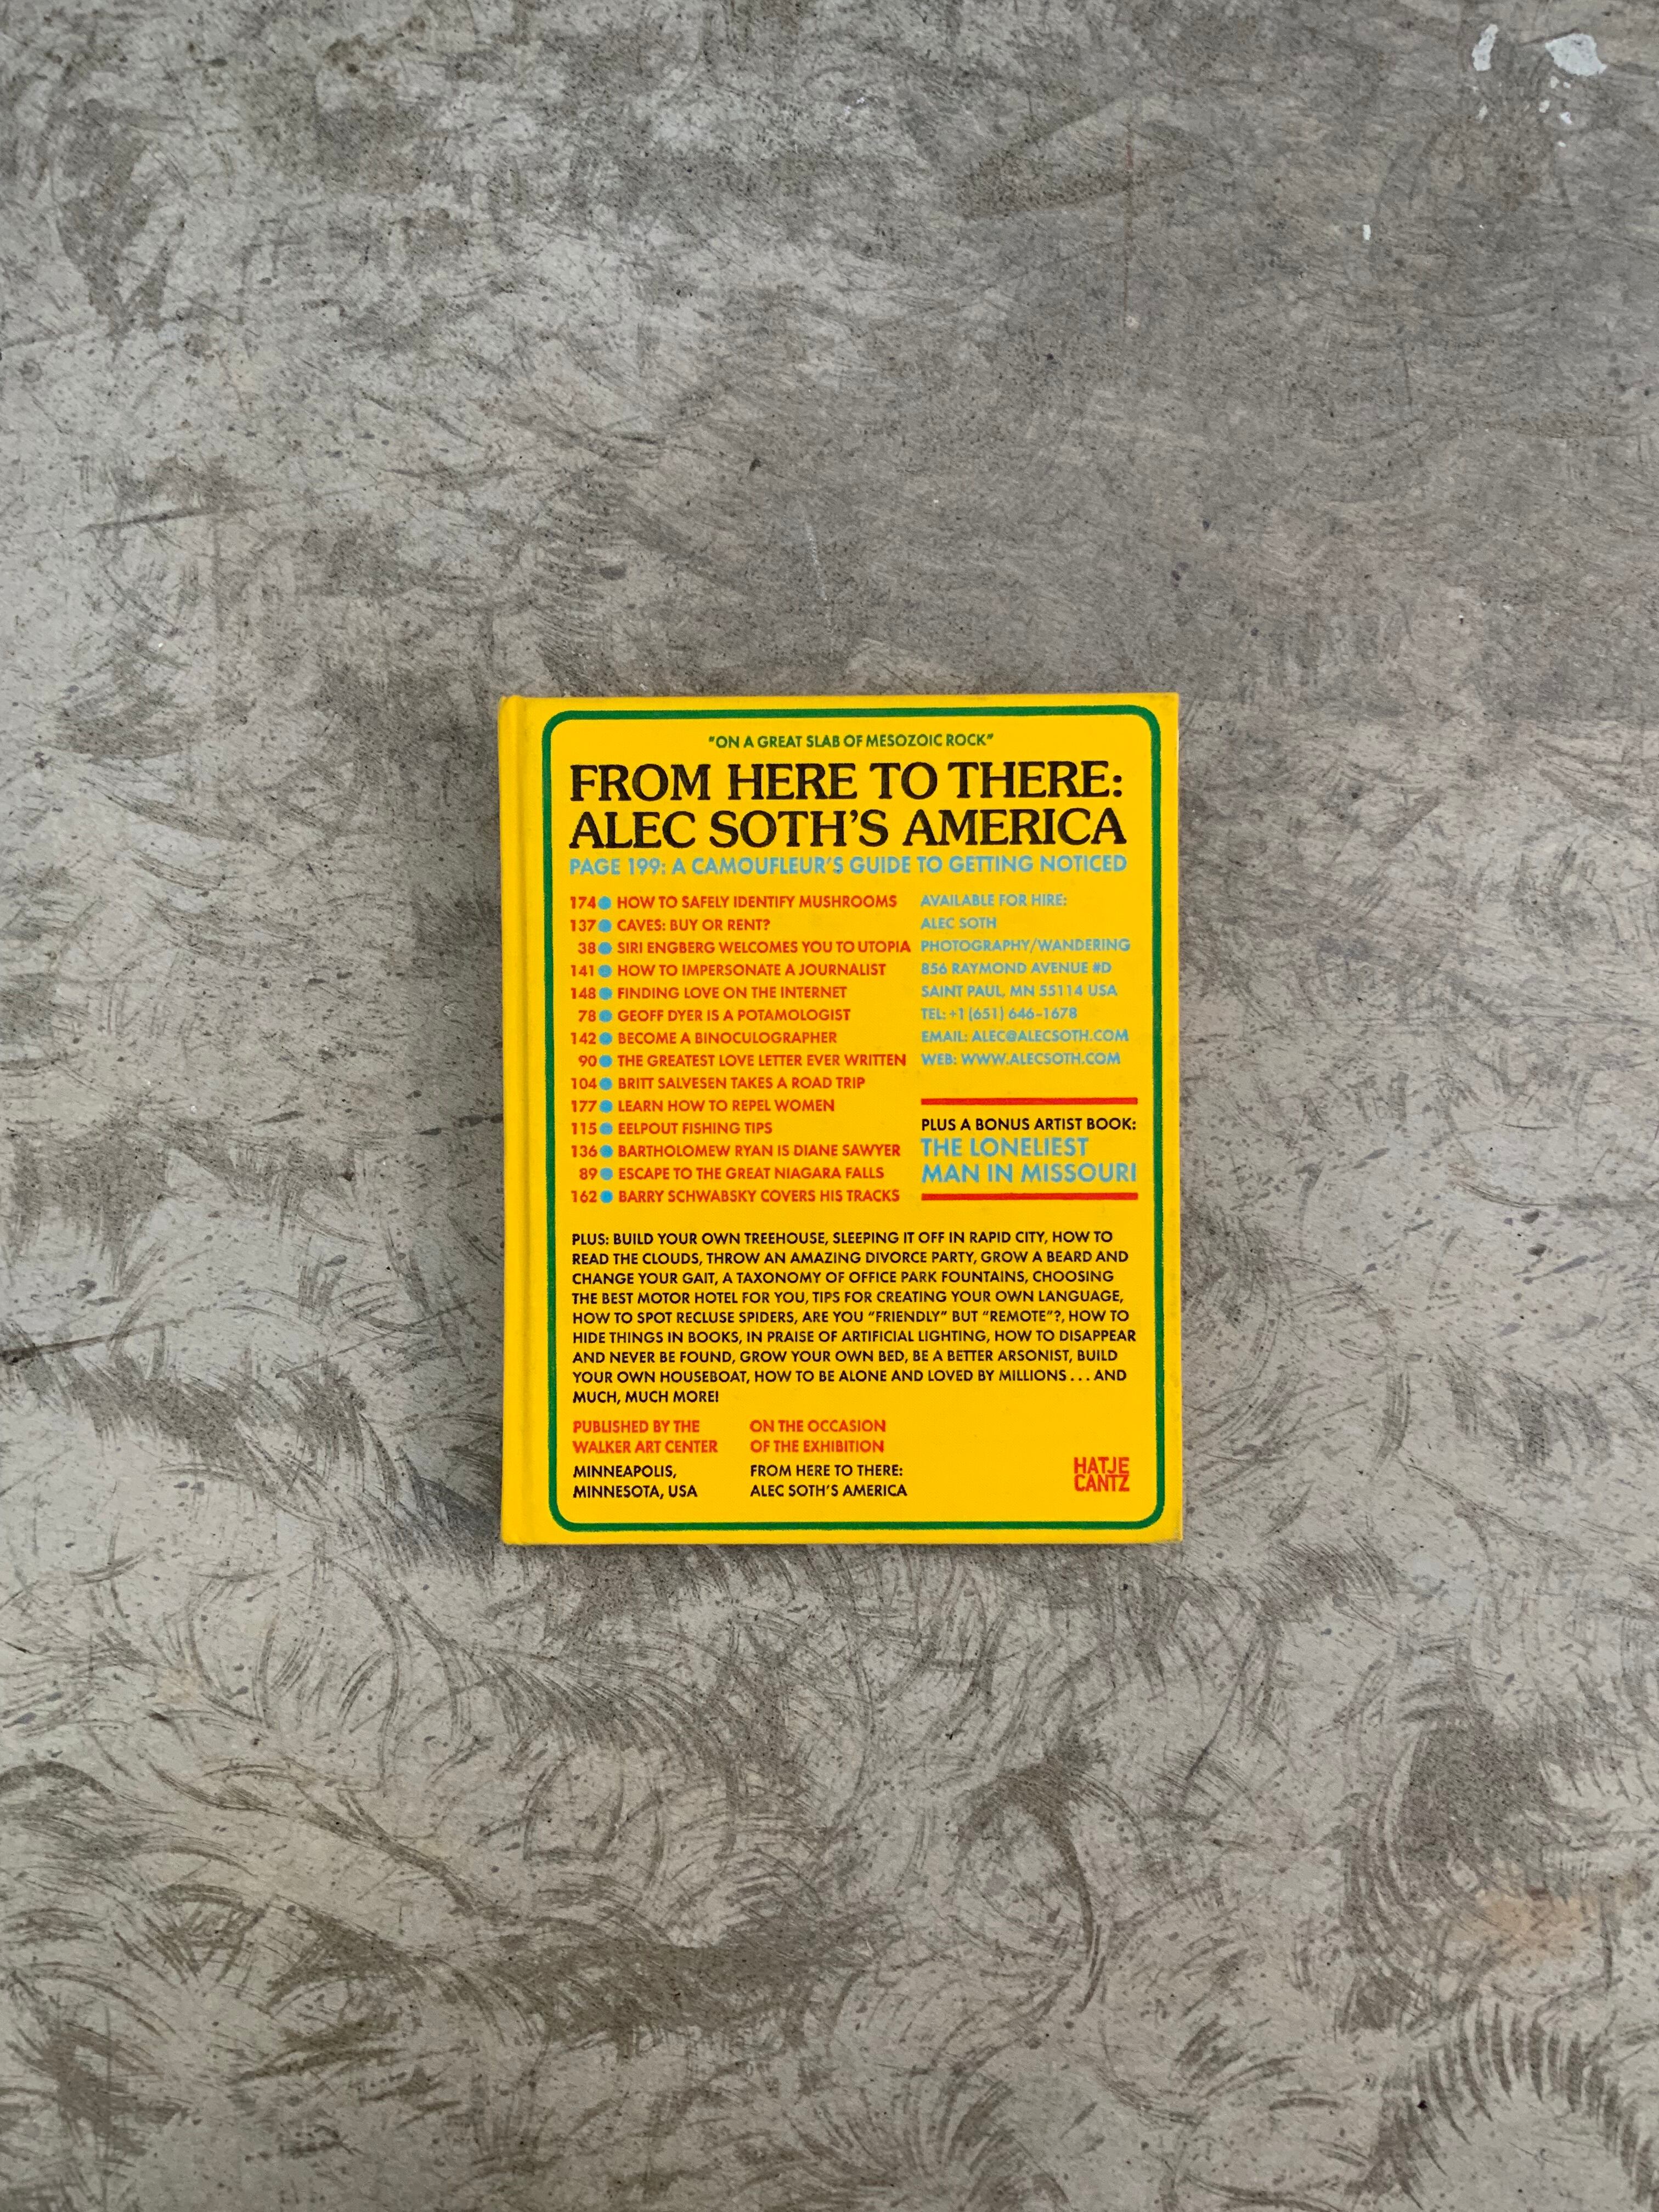 "ON A GREAT SLAB OF MESOZOIC ROCK"
FROM HERE TO THERE:
ALEC SOTH'S AMERICA
PAGE 199: A CAMOUFLEUR'S GUIDE TO GETTING NOTICED
174 ● HOW TO SAFELY IDENTIFY MUSHROOMS
137 ● CAVES: BUY OR RENT?
38 ● SIRI ENGBERG WELCOMES YOU TO UTOPIA
141 ● HOW TO IMPERSONATE A JOURNALIST
148 ● FINDING LOVE ON THE INTERNET
78 ● GEOFF DYER IS A POTAMOLOGIST
142 ● BECOME A BINOCULOGRAPHER
90 ● THE GREATEST LOVE LETTER EVER WRITTEN
104 ● BRITT SALVESEN TAKES A ROAD TRIP
177 ● LEARN HOW TO REPEL WOMEN
115 ● EELPOUT FISHING TIPS
136 ● BARTHOLOMEW RYAN IS DIANE SAWYER
89 ● ESCAPE TO THE GREAT NIAGARA FALLS
162 ● BARRY SCHWABSKY COVERS HIS TRACKS
AVAILABLE FOR HIRE:
ALEC SOTH
PHOTOGRAPHY/WANDERING
856 RAYMOND AVENUE #D
SAINT PAUL, MN 55114 USA
TEL: +1 (651) 646-1678
EMAIL: ALEC@ALECSOTH.COM
WEB: WWW.ALECSOTH.COM
PLUS A BONUS ARTIST BOOK:
THE LONELIEST
MAN IN MISSOURI
PLUS: BUILD YOUR OWN TREEHOUSE, SLEEPING IT OFF IN RAPID CITY, HOW TO
READ THE CLOUDS, THROW AN AMAZING DIVORCE PARTY, GROW A BEARD AND
CHANGE YOUR GAIT, A TAXONOMY OF OFFICE PARK FOUNTAINS, CHOOSING
THE BEST MOTOR HOTEL FOR YOU, TIPS FOR CREATING YOUR OWN LANGUAGE,
HOW TO SPOT RECLUSE SPIDERS, ARE YOU "FRIENDLY" BUT "REMOTE"?, HOW TO
HIDE THINGS IN BOOKS, IN PRAISE OF ARTIFICIAL LIGHTING, HOW TO DISAPPEAR
AND NEVER BE FOUND, GROW YOUR OWN BED, BE A BETTER ARSONIST, BUILD
YOUR OWN HOUSEBOAT, HOW TO BE ALONE AND LOVED BY MILLIONS . . . AND
MUCH, MUCH MORE!
PUBLISHED BY THE
WALKER ART CENTER
MINNEAPOLIS,
MINNESOTA, USA
ON THE OCCASION
OF THE EXHIBITION
FROM HERE TO THERE:
ALEC SOTH'S AMERICA
HATJE
CANTZ